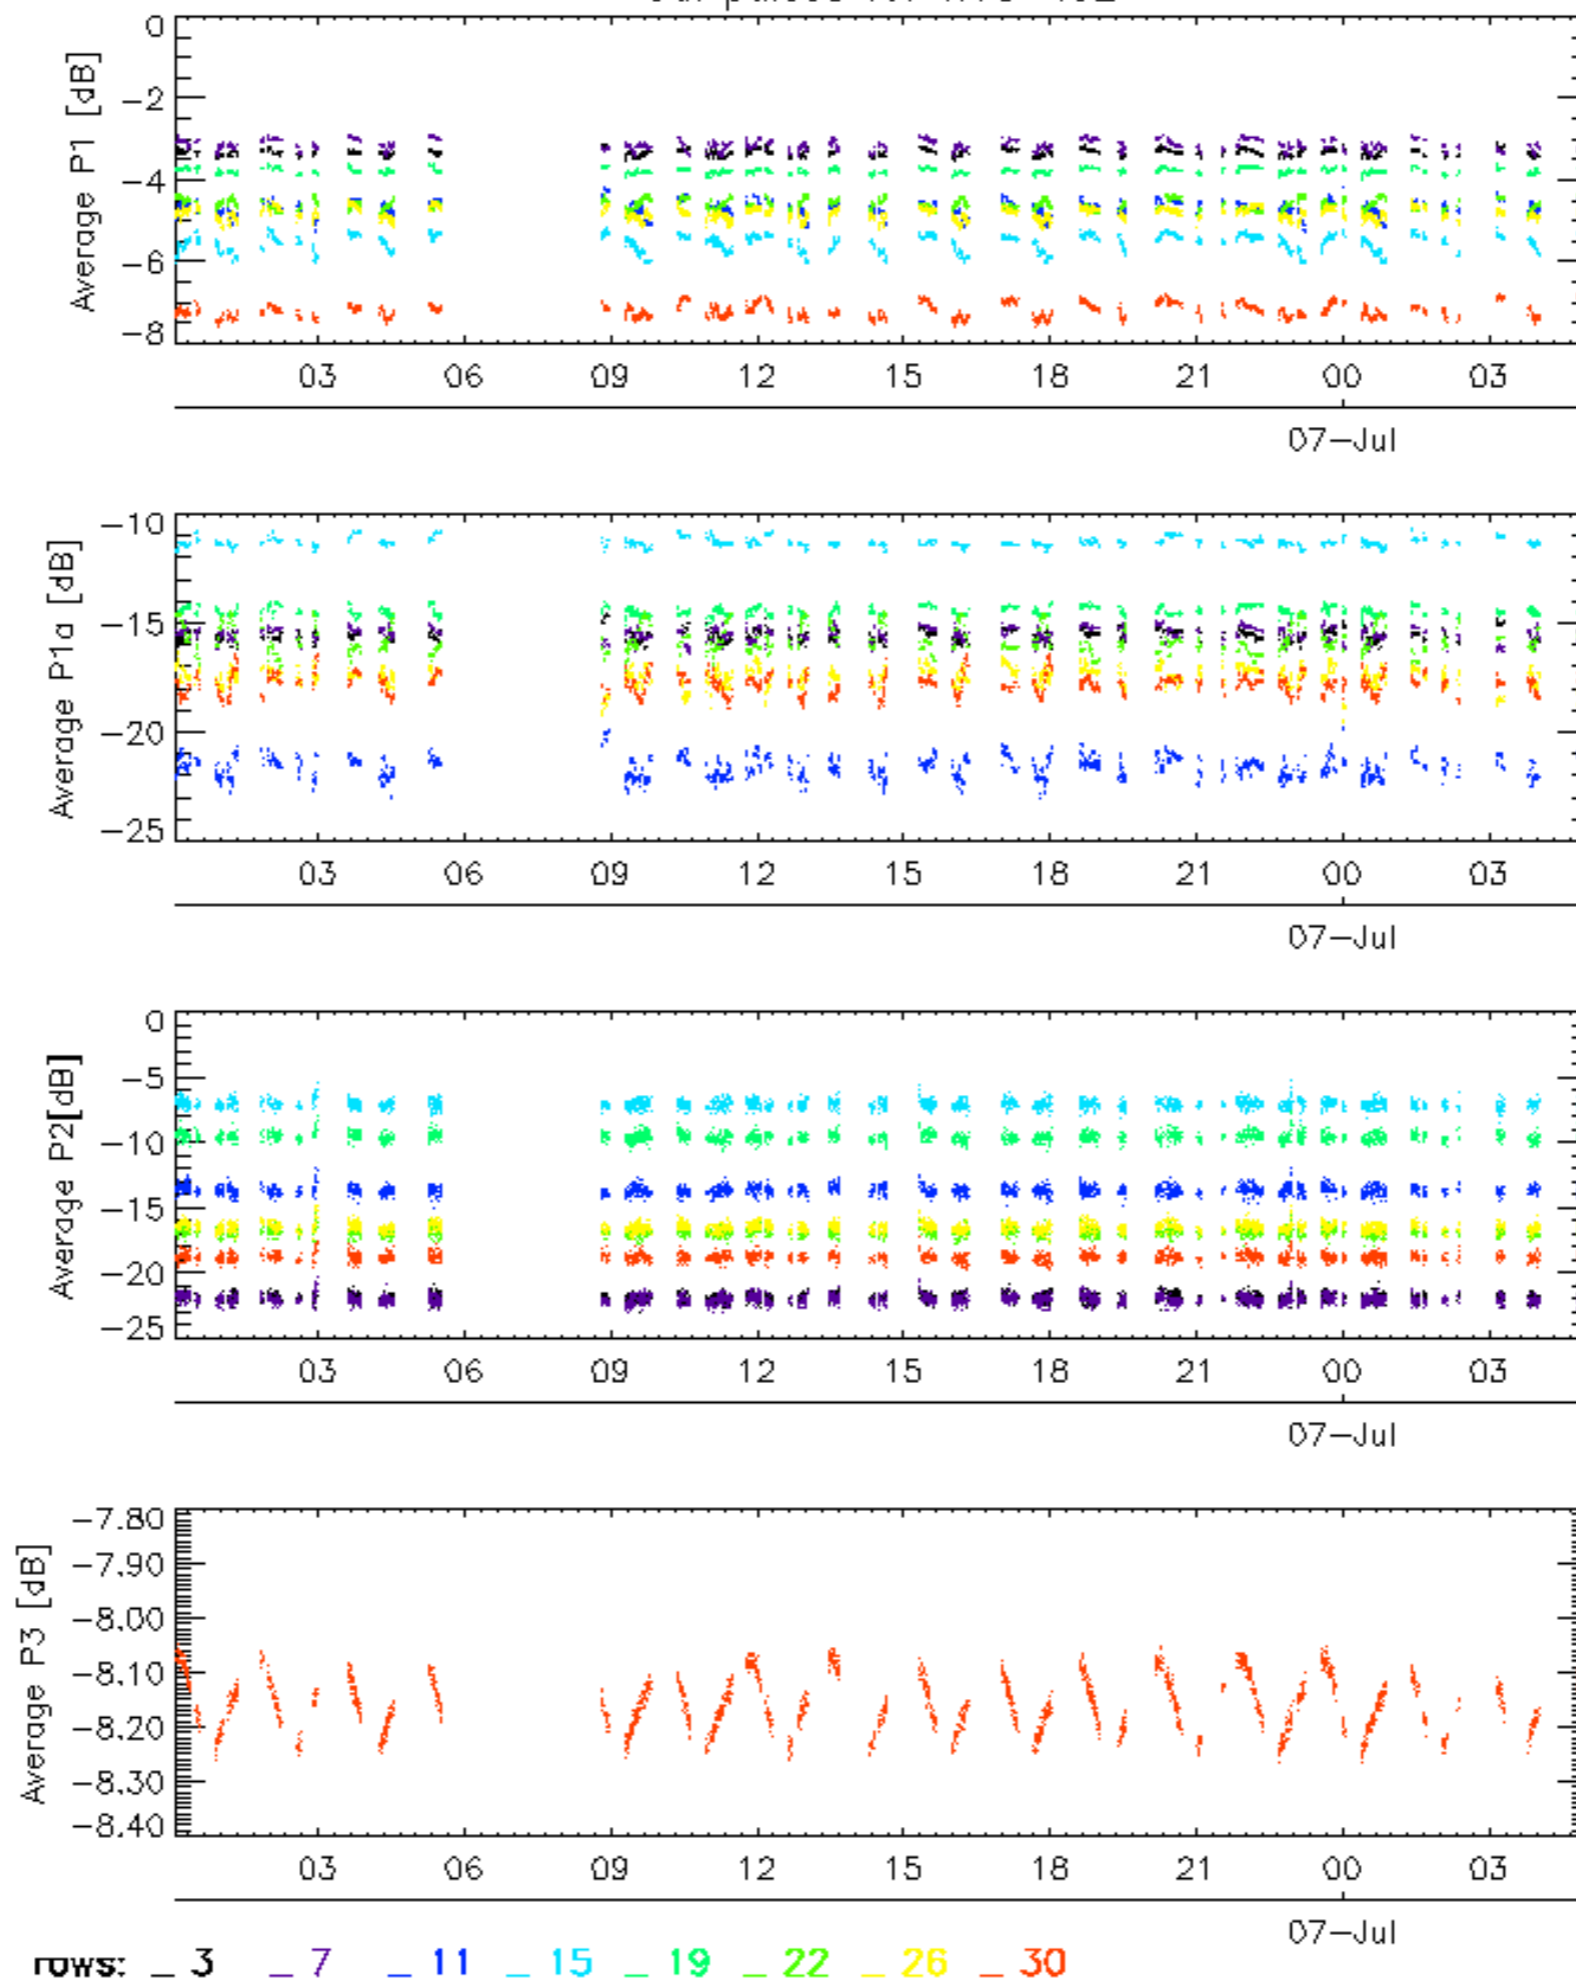 0
−2
−4
−6
−8
Average P1 [dB]
03 06 09 12 15 18 21 00 03
07−Jul
−10
−15
−20
−25
Average P1a [dB]
03 06 09 12 15 18 21 00 03
07−Jul
0
−5
−10
−15
−20
−25
Average P2[dB]
03 06 09 12 15 18 21 00 03
07−Jul
−7.80
−7.90
−8.00
−8.10
−8.20
−8.30
−8.40
Average P3 [dB]
03 06 09 12 15 18 21 00 03
07−Jul
rows: _ 3 _ 7 _ 11 _ 15 _ 19 _ 22 _ 26 _ 30